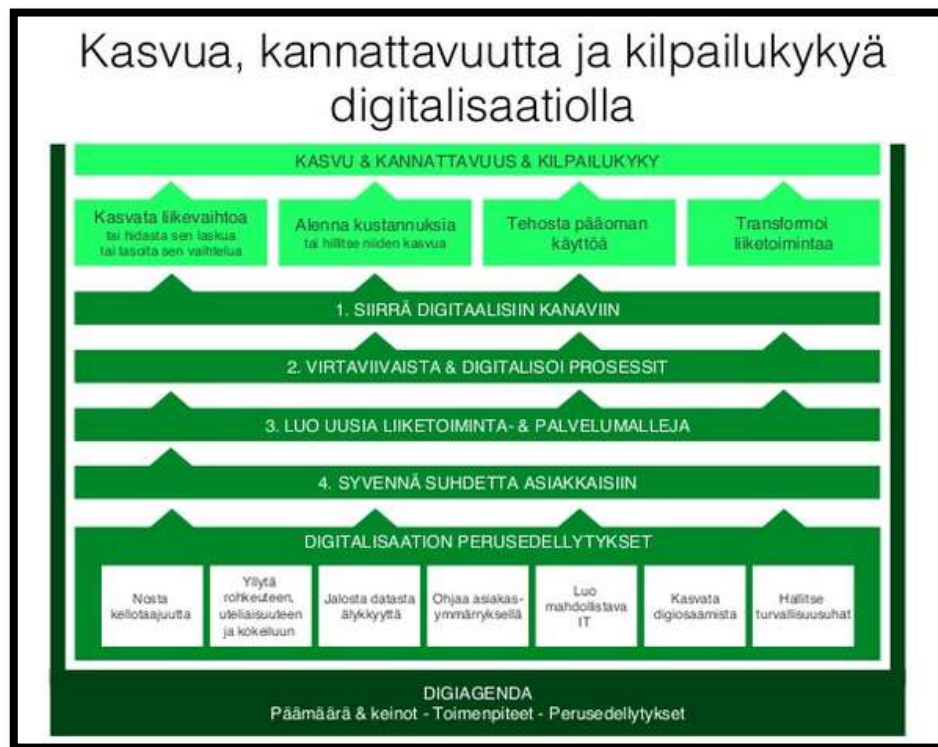 Kasvua, kannattavuutta ja kilpailukykyä
digitalisaatiolla
KASVU & KANNATTAVUUS & KILPAILUKYKY
Kasvata liikevaihtoa
tai hidasta sen laskua
tai tasoita sen vaihtelua
Alenna kustannuksia
tai hillitse niiden kasvua
Tehosta pääoman
käyttöä
Transformoi
liiketoimintaa
1. SIIRRÄ DIGITAALISIIN KANAVIIN
2. VIRTAVIIVAISTA & DIGITALISOI PROSESSIT
3. LUO UUSIA LIIKETOIMINTA- & PALVELUMALLEJA
4. SYVENNÄ SUHDETTA ASIAKKAISIIN
DIGITALISAATION PERUSEDELLYTYKSET
Nosta
kellotaajuutta
Yllytä
rohkeuteen,
uteliaisuuteen
ja kokeiluun
Jalosta datasta
älykkyyttä
Ohjaa asiakas-
ymmärryksellä
Luo
mahdollistava
IT
Kasvata
digiosaamista
Hallitse
turvallisuusuhat
DIGIAGENDA
Päämäärä & keinot - Toimenpiteet - Perusedellytykset